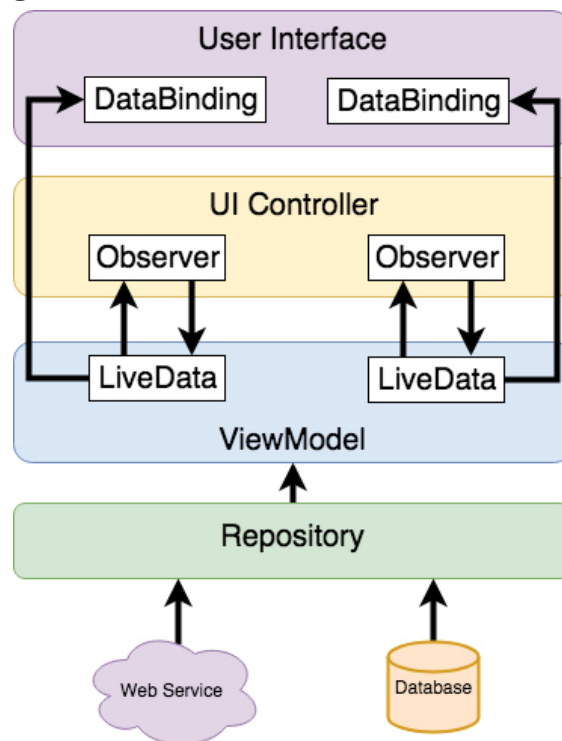 User Interface
DataBinding
DataBinding
UI Controller
Observer
Observer
LiveData
LiveData
ViewModel
Repository
Web Service
Database